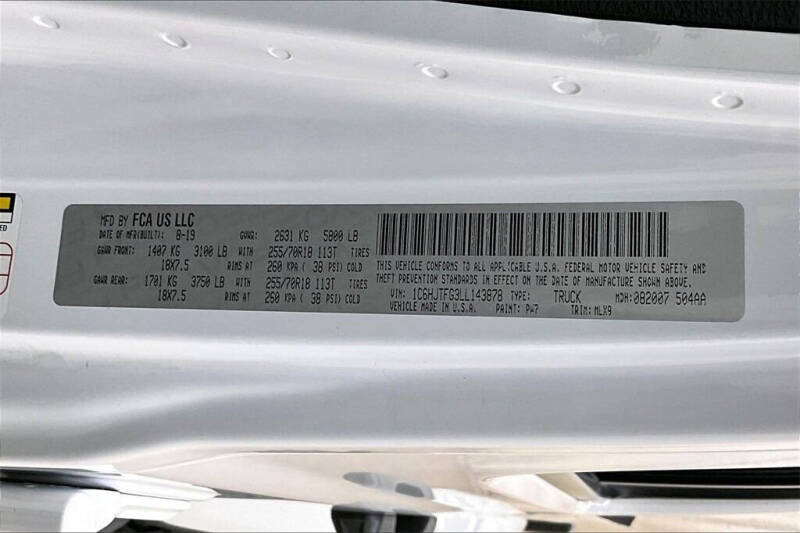 MFD BY FCA US LLC
DATE OF MFR(BUILT): 8-19 GVWR: 2631 KG 5800 LB
GAWR FRONT: 1407 KG 3100 LB WITH 255/70R18 113T TIRES
18X7.5 RIMS AT 260 KPA ( 38 PSI) COLD
GAWR REAR: 1701 KG 3750 LB WITH 255/70R18 113T TIRES
18X7.5 RIMS AT 260 KPA ( 38 PSI) COLD
THIS VEHICLE CONFORMS TO ALL APPLICABLE U.S.A. FEDERAL MOTOR VEHICLE SAFETY AND
THEFT PREVENTION STANDARDS IN EFFECT ON THE DATE OF MANUFACTURE SHOWN ABOVE.
VIN: 1C6HJTFG3LL143878 TYPE: TRUCK MDH: 082007 504AA
VEHICLE MADE IN U.S.A. PAINT: PW7 TRIM: MLX9